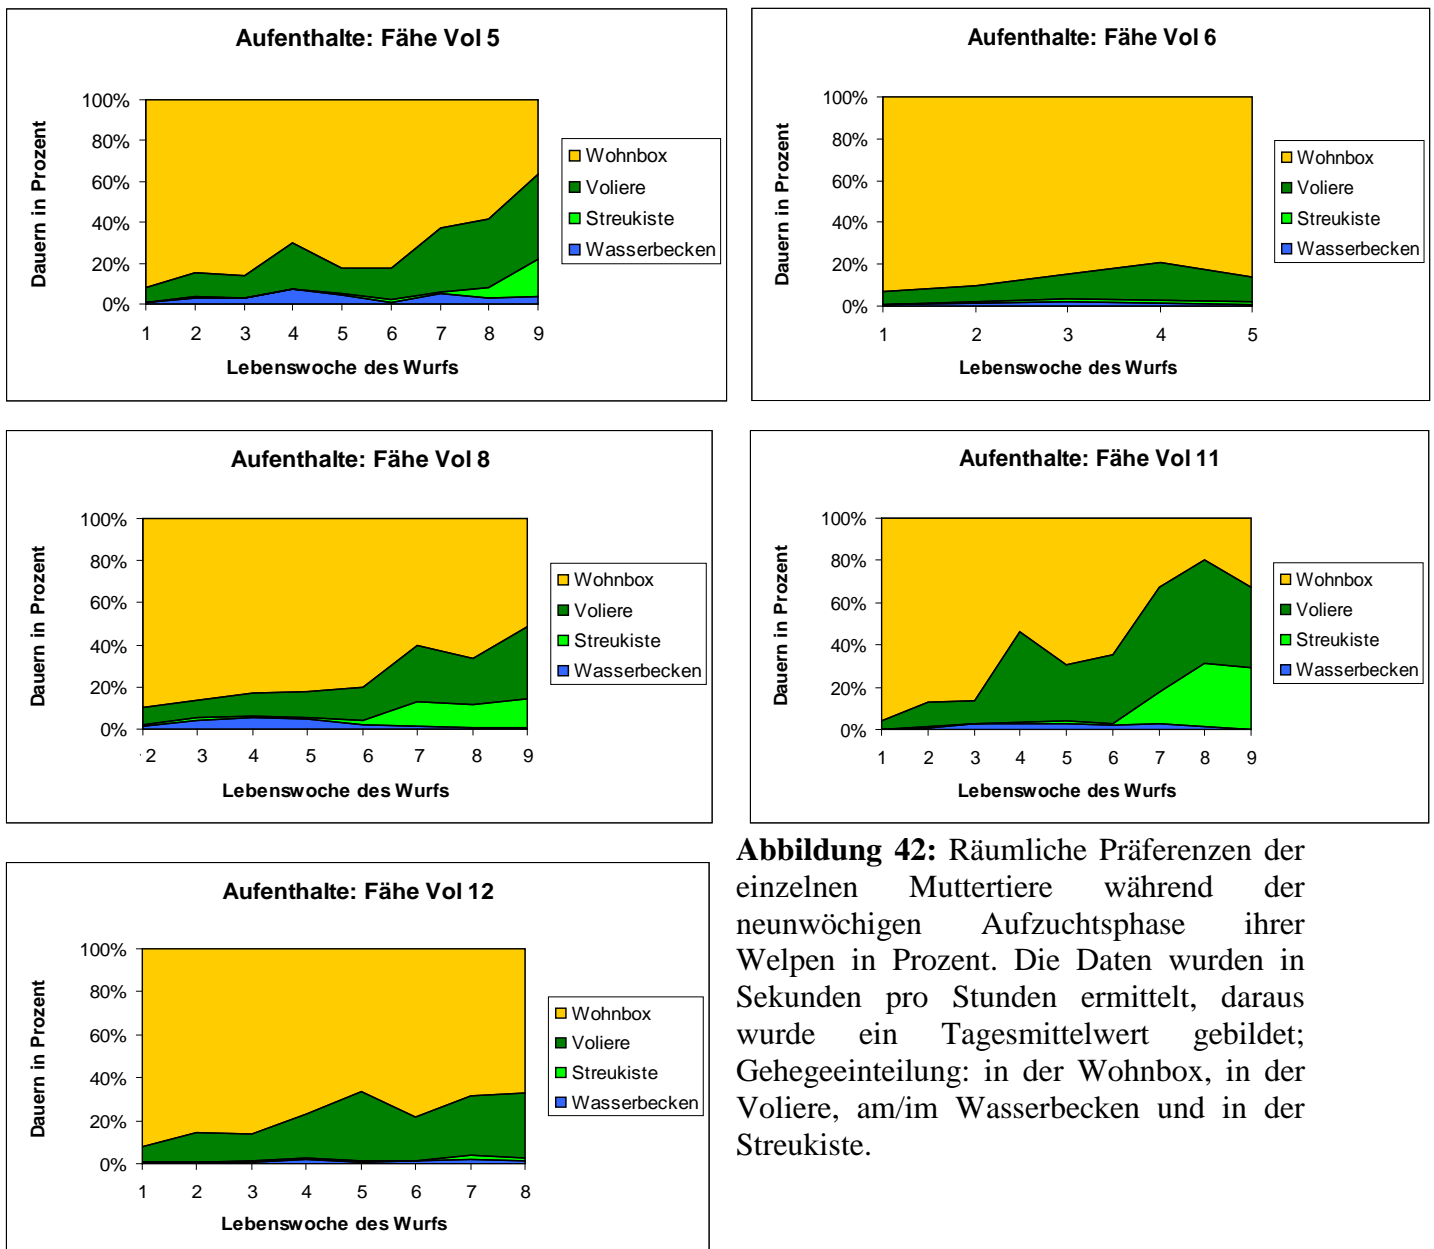 Aufenthalte: Fähe Vol 5
Dauern in Prozent
100%
80%
60%
40%
20%
0%
1 2 3 4 5 6 7 8 9
Lebenswoche des Wurfs
Wohnbox
Voliere
Streukiste
Wasserbecken
Aufenthalte: Fähe Vol 6
Dauern in Prozent
100%
80%
60%
40%
20%
0%
1 2 3 4 5
Lebenswoche des Wurfs
Wohnbox
Voliere
Streukiste
Wasserbecken
Aufenthalte: Fähe Vol 8
Dauern in Prozent
100%
80%
60%
40%
20%
0%
2 3 4 5 6 7 8 9
Lebenswoche des Wurfs
Wohnbox
Voliere
Streukiste
Wasserbecken
Aufenthalte: Fähe Vol 11
Dauern in Prozent
100%
80%
60%
40%
20%
0%
1 2 3 4 5 6 7 8 9
Lebenswoche des Wurfs
Wohnbox
Voliere
Streukiste
Wasserbecken
Aufenthalte: Fähe Vol 12
Dauern in Prozent
100%
80%
60%
40%
20%
0%
1 2 3 4 5 6 7 8
Lebenswoche des Wurfs
Wohnbox
Voliere
Streukiste
Wasserbecken
Abbildung 42: Räumliche Präferenzen der
einzelnen Muttertiere während der
neunwöchigen Aufzuchtsphase ihrer
Welpen in Prozent. Die Daten wurden in
Sekunden pro Stunden ermittelt, daraus
wurde ein Tagesmittelwert gebildet;
Gehegeeinteilung: in der Wohnbox, in der
Voliere, am/im Wasserbecken und in der
Streukiste.